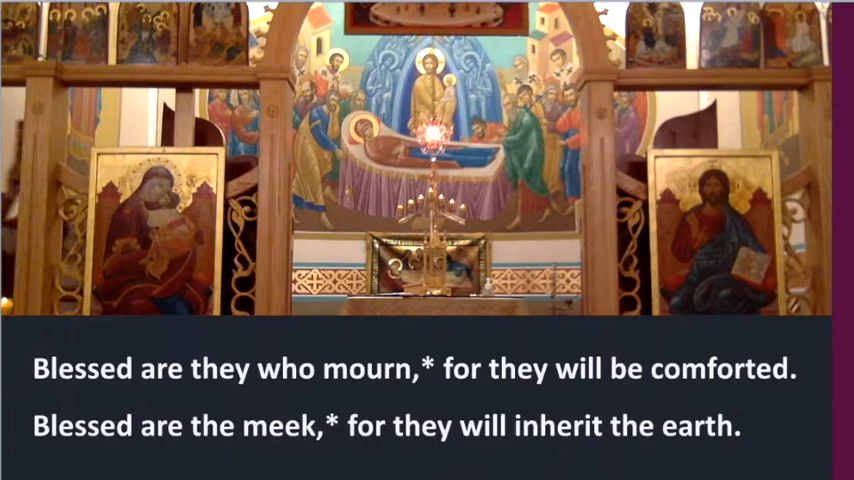 Blessed are they who mourn,* for they will be comforted.
Blessed are the meek,* for they will inherit the earth.